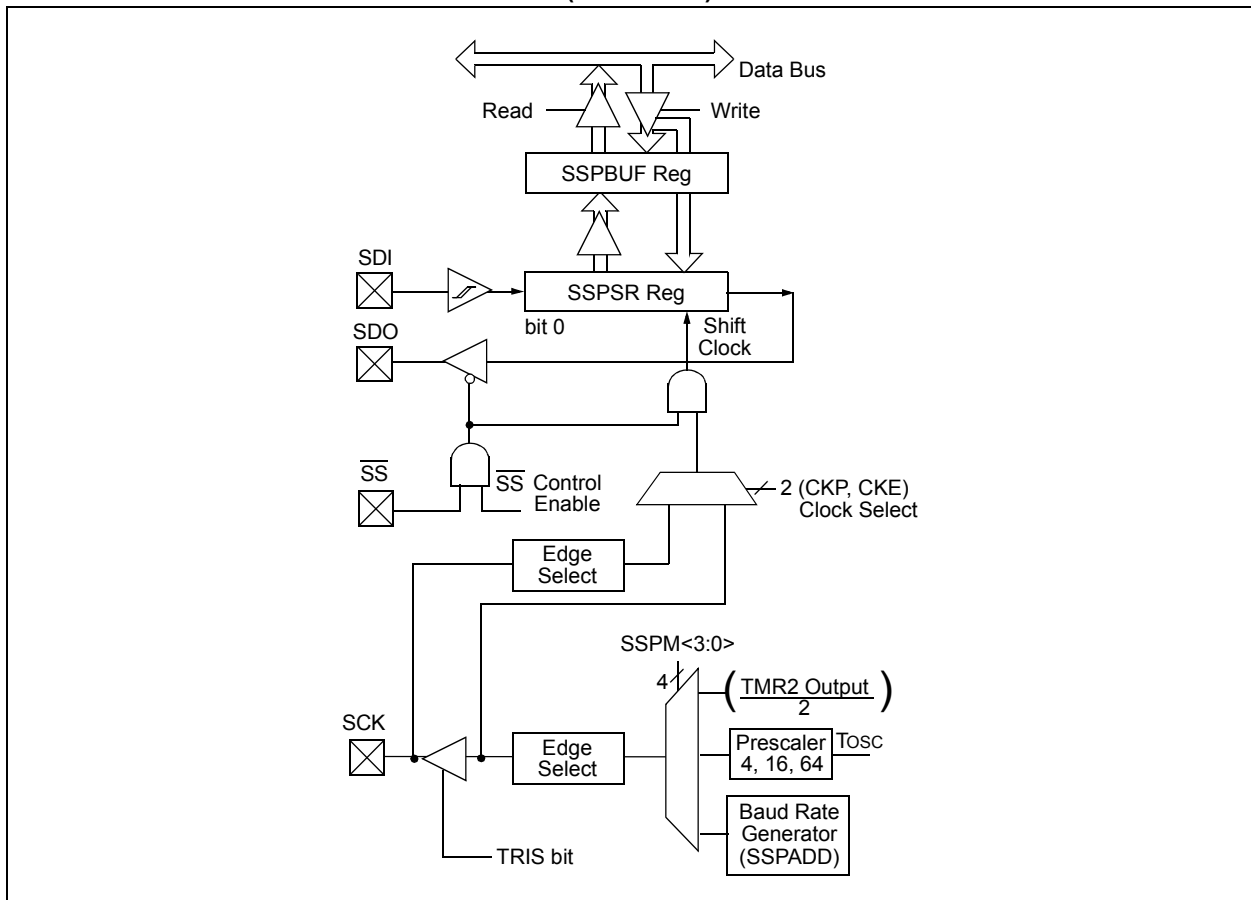 Data Bus
Read
Write
SSPBUF Reg
SDI
SSPSR Reg
bit 0
Shift
Clock
SDO
SS
SS Control
Enable
2 (CKP, CKE)
Clock Select
Edge
Select
SSPM<3:0>
4
( TMR2 Output )
2
SCK
Edge
Select
Prescaler
4, 16, 64
TOSC
Baud Rate
Generator
(SSPADD)
TRIS bit